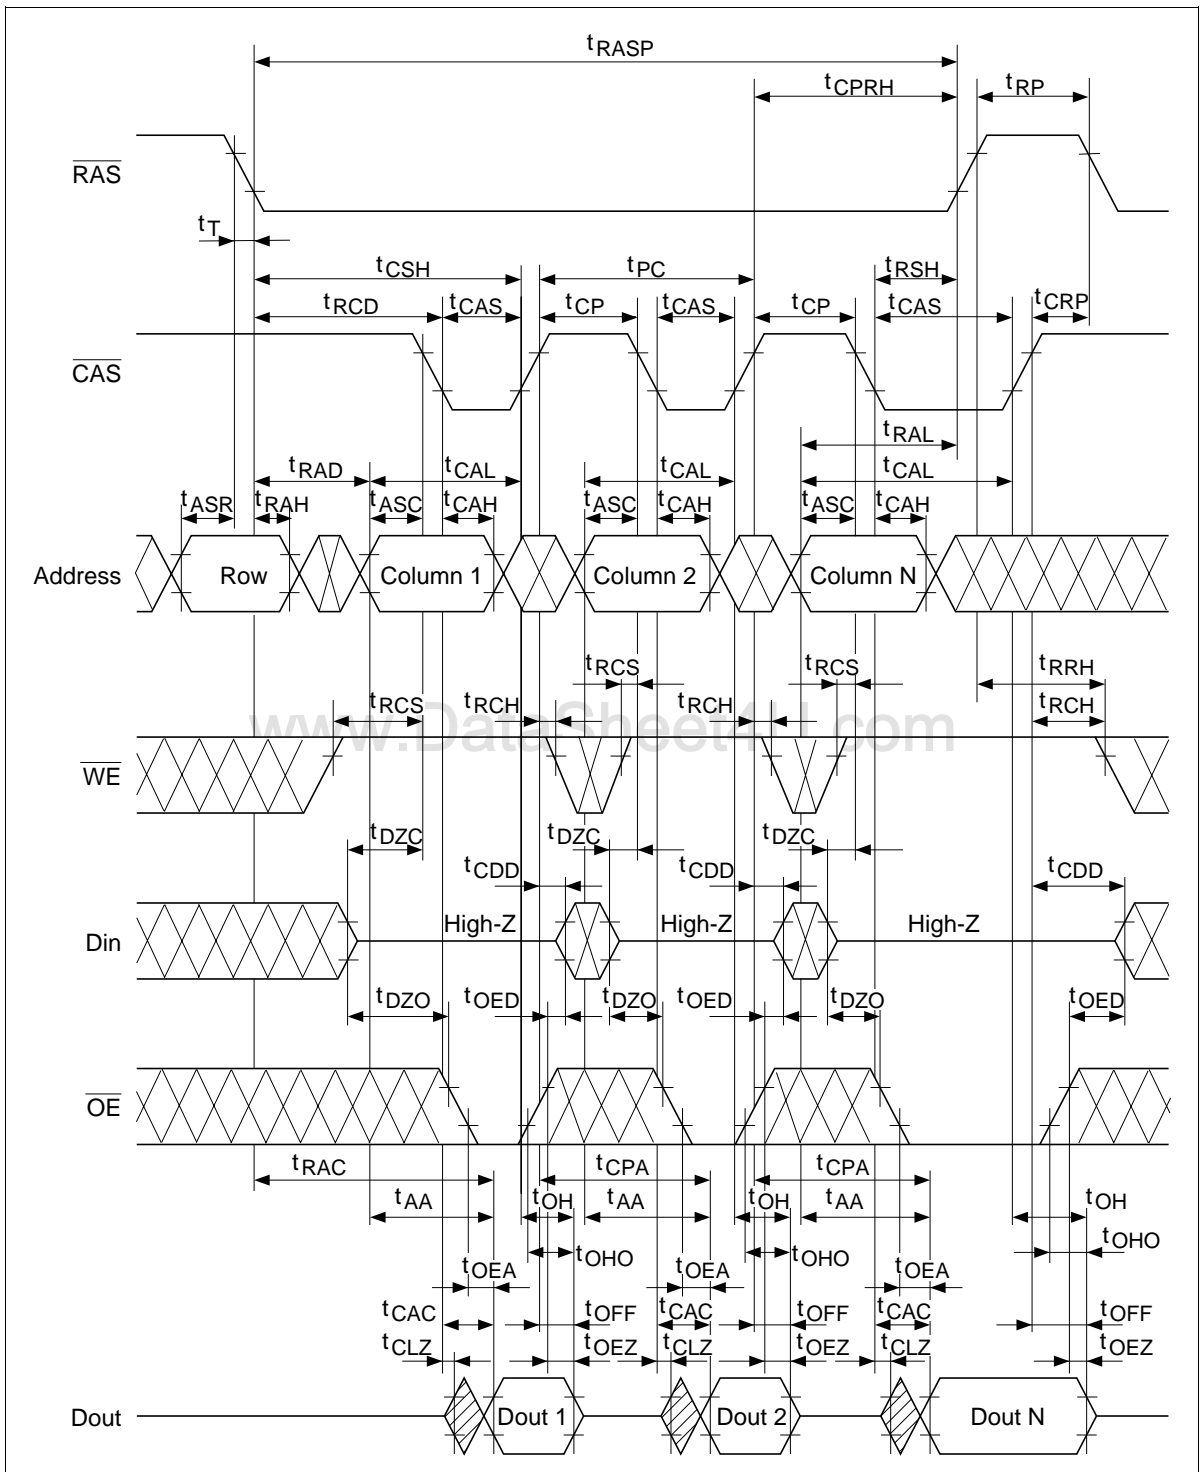 tRASP
tCPRH tRP
RAS
tT
tCSH tPC tRSH
tRCD tCAS tCP tCAS tCP tCAS tCRP
CAS
tRAL
tRAD tCAL tCAL tCAL
tASR tRAH tASC tCAH tASC tCAH tASC tCAH
Address Row Column 1 Column 2 Column N
tRCS tRCS tRRH
tRCS tRCH tRCH tRCH
www.DataSheet4U.com
WE
tDZC tDZC tDZC
tCDD tCDD tCDD
High-Z High-Z High-Z
Din
tDZO tOED tDZO tOED tDZO tOED
OE
tRAC tCPA tCPA
tAA tOH tAA tOH tAA tOH
tOHO tOHO tOHO
tOEA tOEA tOEA
tCAC tOFF tCAC tOFF tCAC tOFF
tCLZ tOEZ tCLZ tOEZ tCLZ tOEZ
Dout Dout 1 Dout 2 Dout N